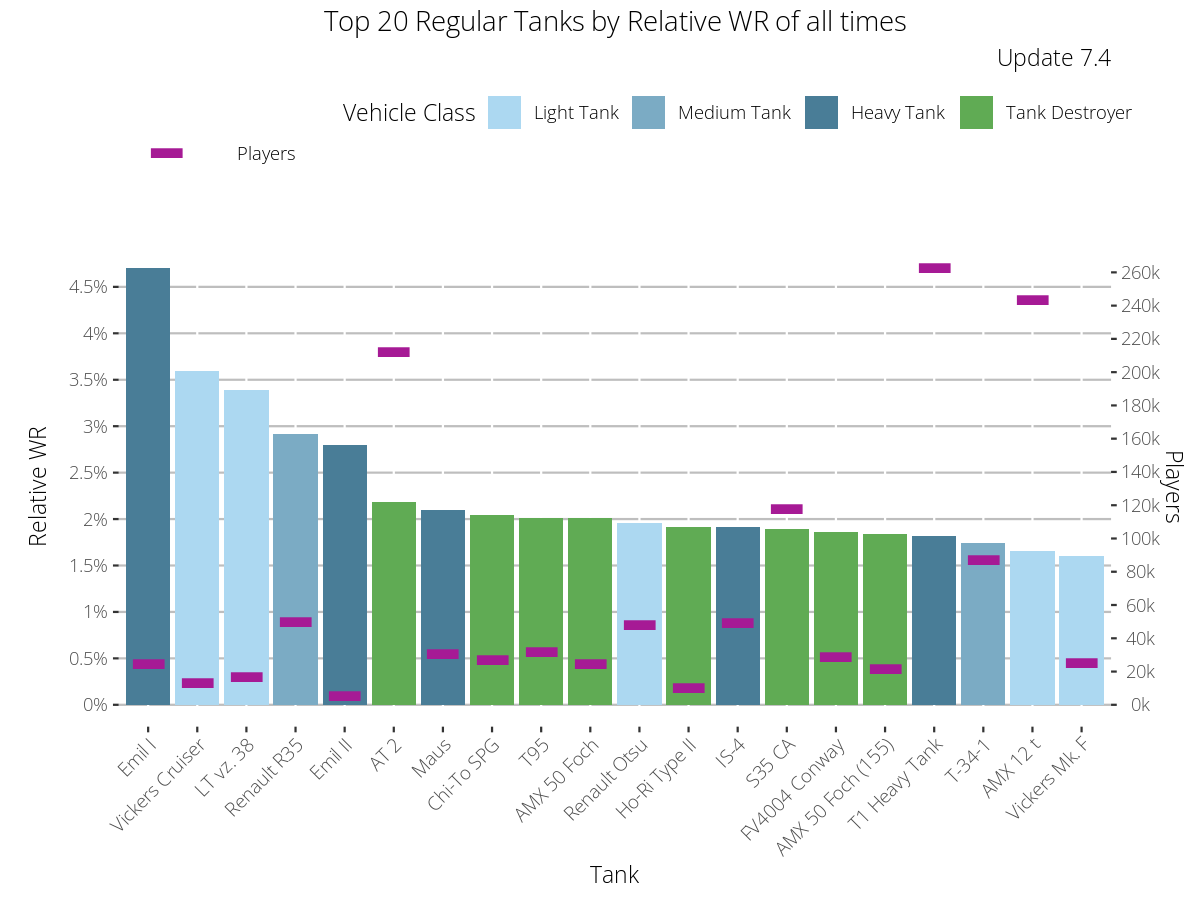 Top 20 Regular Tanks by Relative WR of all times
Update 7.4
Vehicle Class Light Tank Medium Tank Heavy Tank Tank Destroyer
Players
4.5%
4%
3.5%
3%
2.5%
2%
1.5%
1%
0.5%
0%
Relative WR
260k
240k
220k
200k
180k
160k
140k
120k
100k
80k
60k
40k
20k
0k
Players
Emil I
Vickers Cruiser
LT vz. 38
Renault R35
Emil II
AT 2
Maus
Chi-To SPG
T95
AMX 50 Foch
Renault Otsu
Ho-Ri Type II
IS-4
S35 CA
FV4004 Conway
AMX 50 Foch (155)
T1 Heavy Tank
T-34-1
AMX 12 t
Vickers Mk.F
Tank